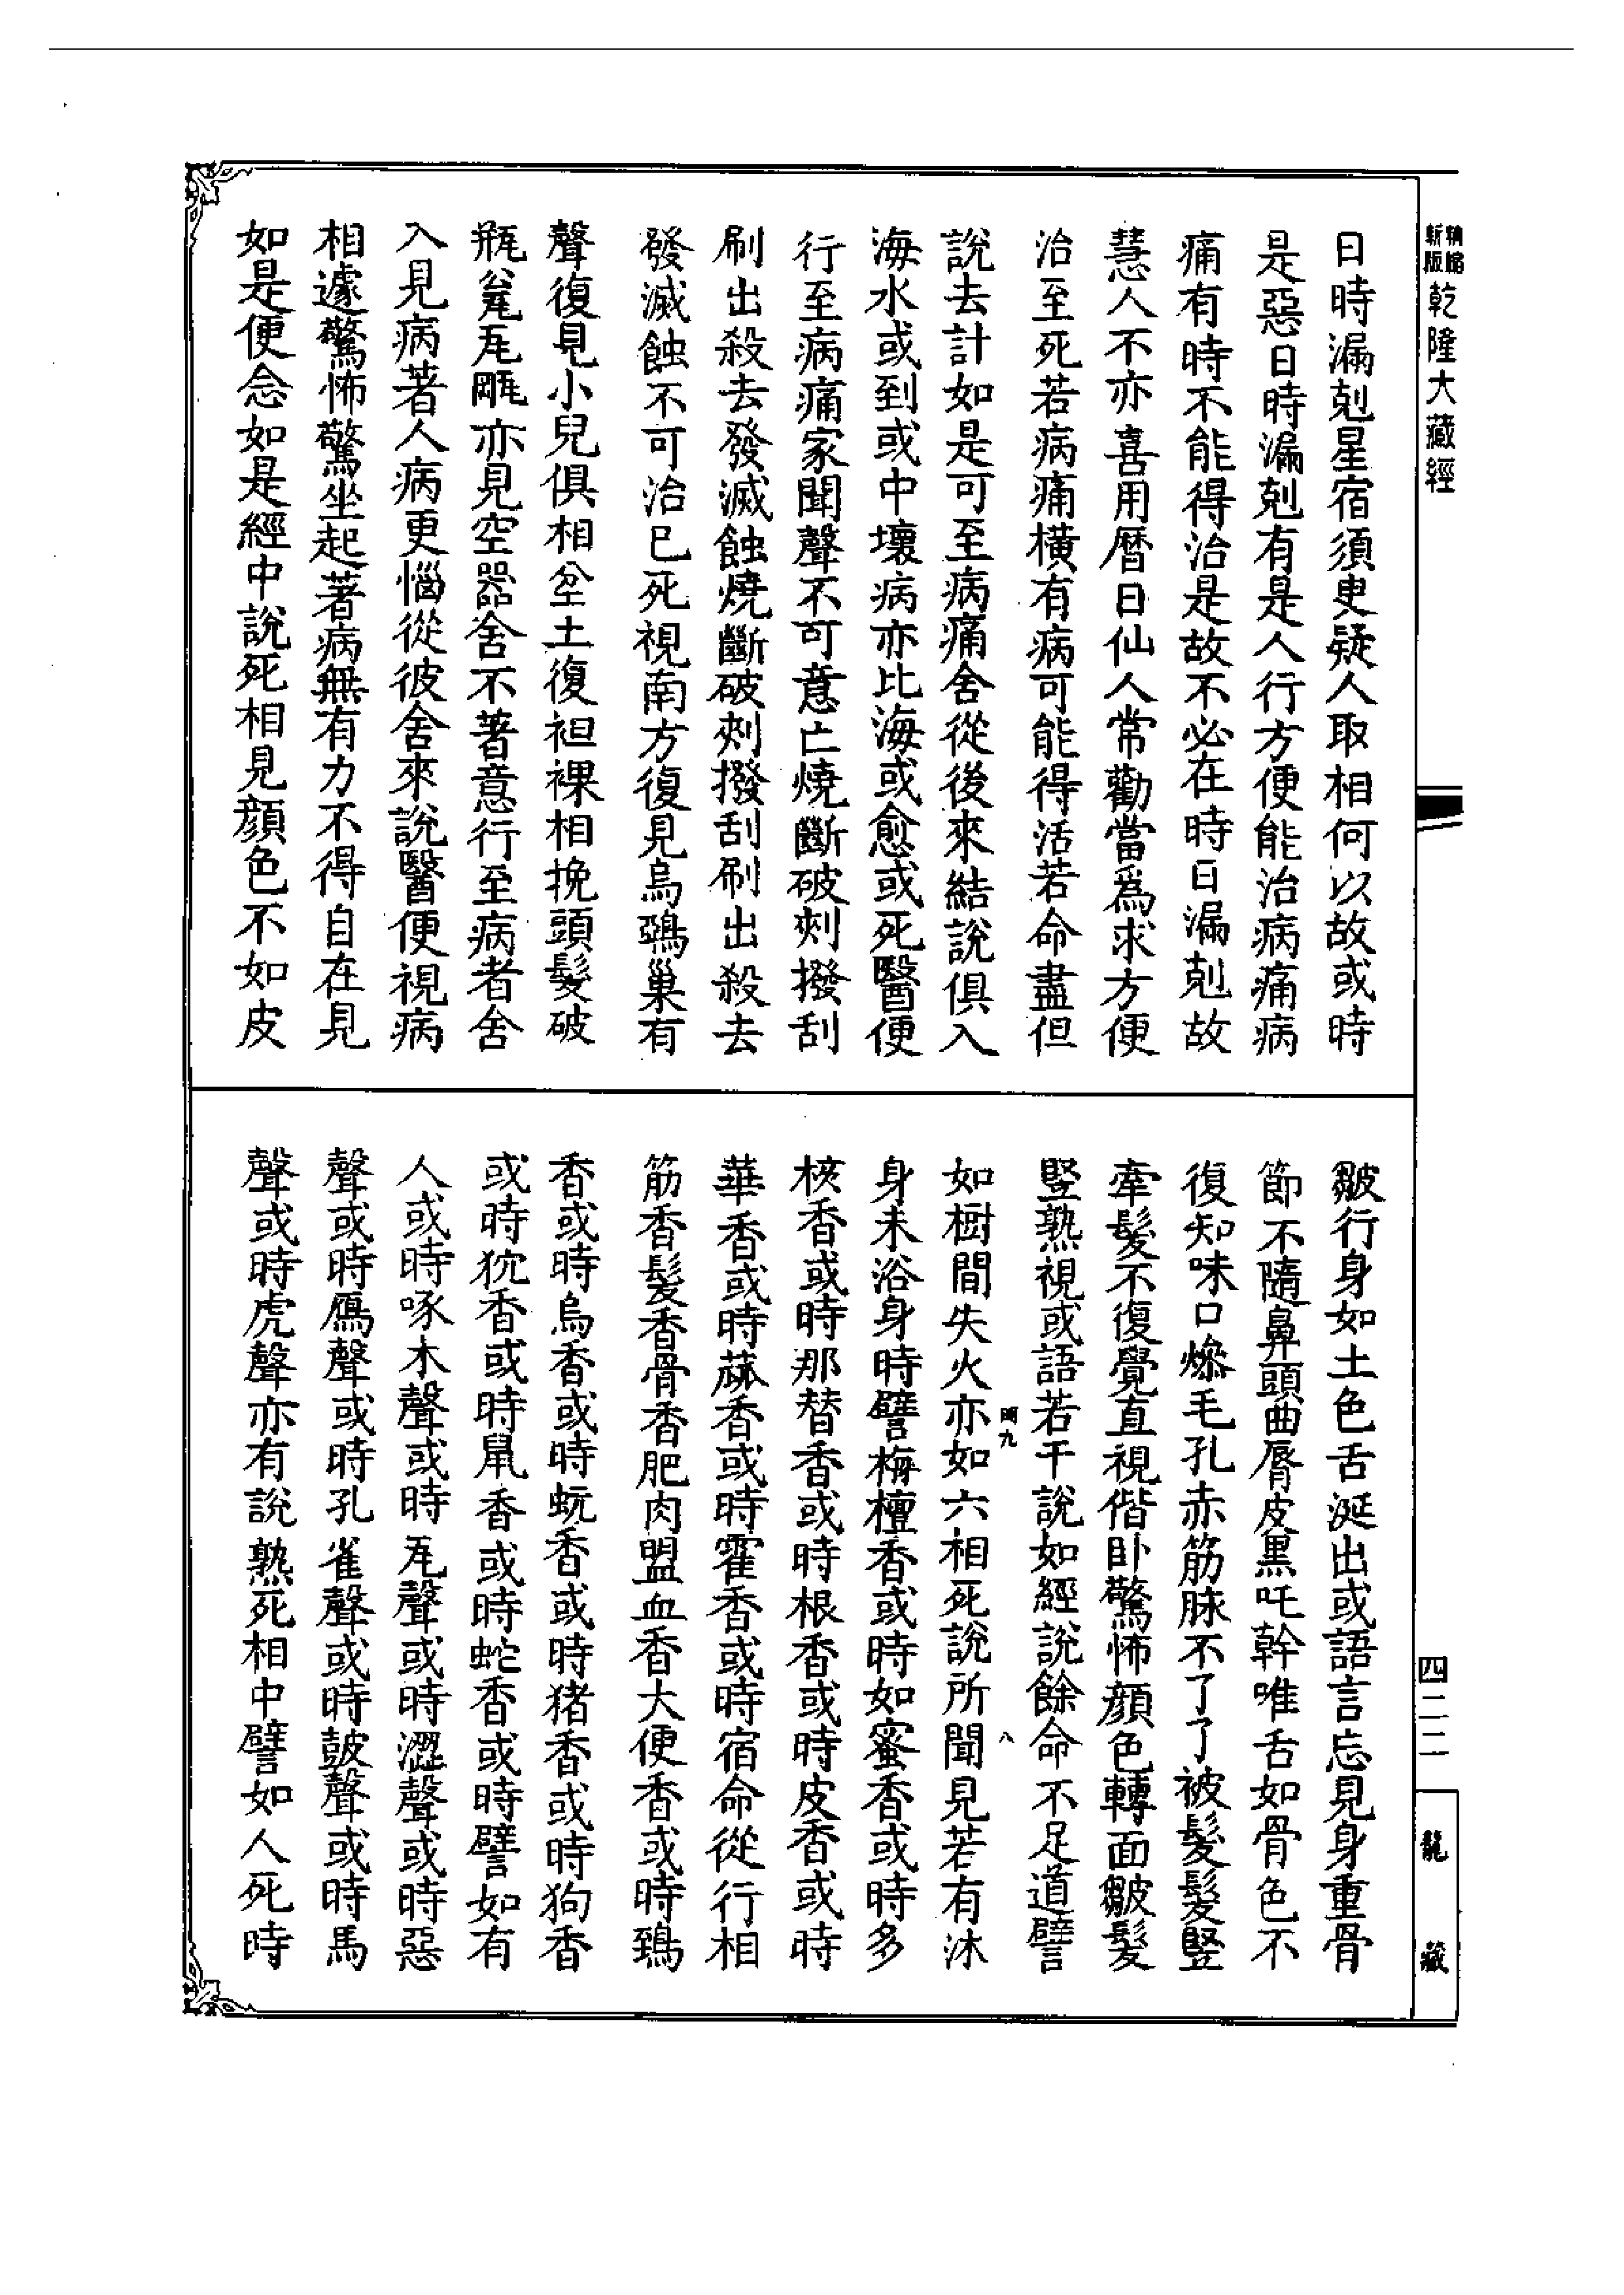 精縮
新版
乾隆大藏經
四二二
龍藏
日時漏剋星宿須臾疑人取相何以故或時
是惡日時漏剋有是人行方便能治病痛病
痛有時不能得治是故不必在時日漏剋故
慧人不亦喜用曆日仙人常勸當為求方便
治至死若病痛橫有病可能得活若命盡但
說去計如是可至病痛舍從後來結說俱入
海水或到或中壞病亦比海或愈或死醫便
行至病痛家聞聲不可意亡燒斷破刺撥刮
刷出殺去發滅蝕燒斷破刺撥刮刷出殺去
發滅蝕不可治已死視南方復見烏鵶巢有
聲復見小兒俱相坌土復袒裸相挽頭髮破
瓶瓮瓦甌亦見空器舍不著意行至病者舍
入見病著人病更惱從彼舍來說醫便視病
相遽驚怖驚坐起著病無有力不得自在見
如是便念如是經中說死相見顏色不如皮
皺行身如土色舌涎出或語言忘見身重骨
節不隨鼻頭曲脣皮黑吒幹唯舌如骨色不
復知味口燥毛孔赤筋脉不了了被髮髮豎
牽髮不復覺直視偝臥驚怖顏色轉面皺髮
豎熟視或語若干說如經說餘命不足道譬
如樹間失火亦如六相死說所聞見若有沐
身未浴身時譬栴檀香或時如蜜香或時多
核香或時那替香或時根香或時皮香或時
華香或時蔴香或時霍香或時宿命從行相
筋香髮香骨香肥肉盟血香大便香或時鵄
香或時烏香或時蚖香或時猪香或時狗香
或時狖香或時鼠香或時蛇香或時譬如有
人或時啄木聲或時瓦聲或時澀聲或時惡
聲或時鴈聲或時孔雀聲或時鼓聲或時馬
聲或時虎聲亦有說熟死相中譬如人死時
明九
八